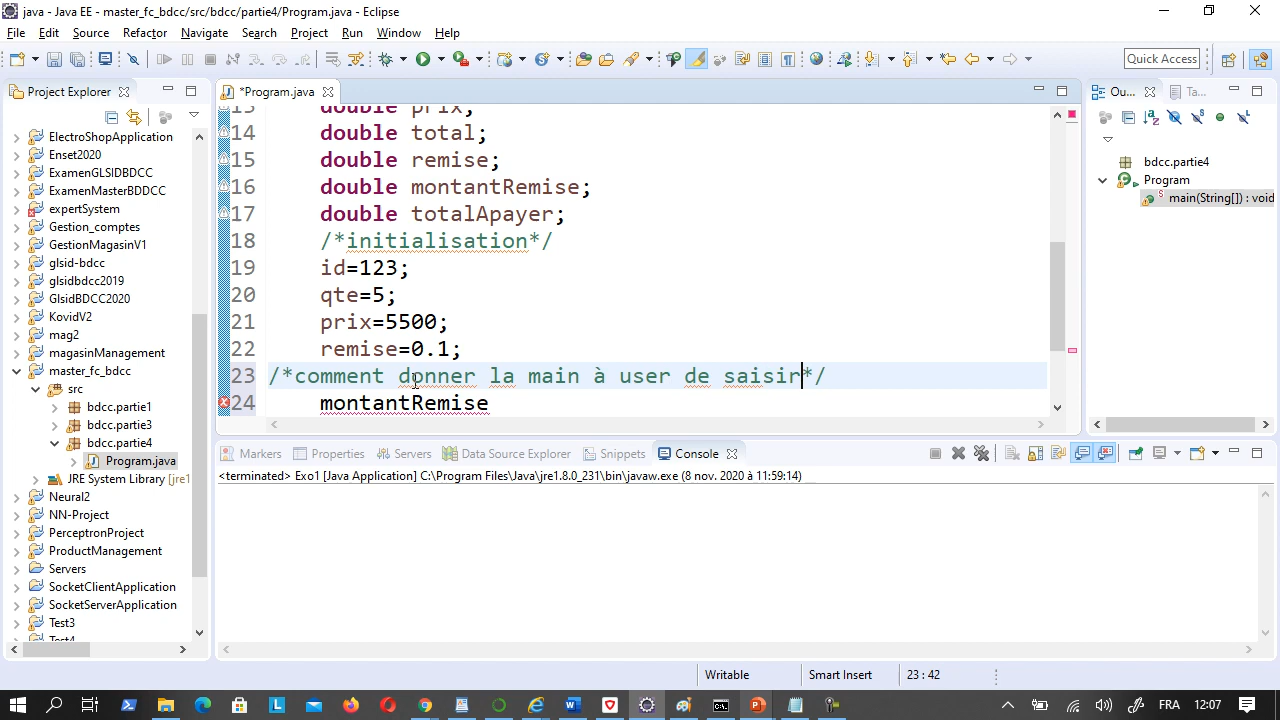 java - Java EE - master_fc_bdcc/src/bdcc/partie4/Program.java - Eclipse
File Edit Source Refactor Navigate Search Project Run Window Help
Quick Access
Project Explorer
*Program.java
Ou...
Ta...
ElectroShopApplication
Enset2020
ExamenGLSIDBDCC
ExamenMasterBDDCC
expertSystem
Gestion_comptes
GestionMagasinV1
glsid-bdcc
glsidbdcc2019
GlsidBDCC2020
KovidV2
mag2
magasinManagement
master_fc_bdcc
src
bdcc.partie1
bdcc.partie3
bdcc.partie4
Program.java
JRE System Library [jre1
Neural2
NN-Project
PerceptronProject
ProductManagement
Servers
SocketClientApplication
SocketServerApplication
Test3
Test4
13 double prix;
14 double total;
15 double remise;
16 double montantRemise;
17 double totalApayer;
18 /*initialisation*/
19 id=123;
20 qte=5;
21 prix=5500;
22 remise=0.1;
23 /*comment donner la main à user de saisir*/
24 montantRemise
bdcc.partie4
Program
main(String[]) : void
Markers Properties Servers Data Source Explorer Snippets Console
<terminated> Exo1 [Java Application] C:\Program Files\Java\jre1.8.0_231\bin\javaw.exe (8 nov. 2020 à 11:59:14)
Writable Smart Insert 23 : 42
FRA 12:07